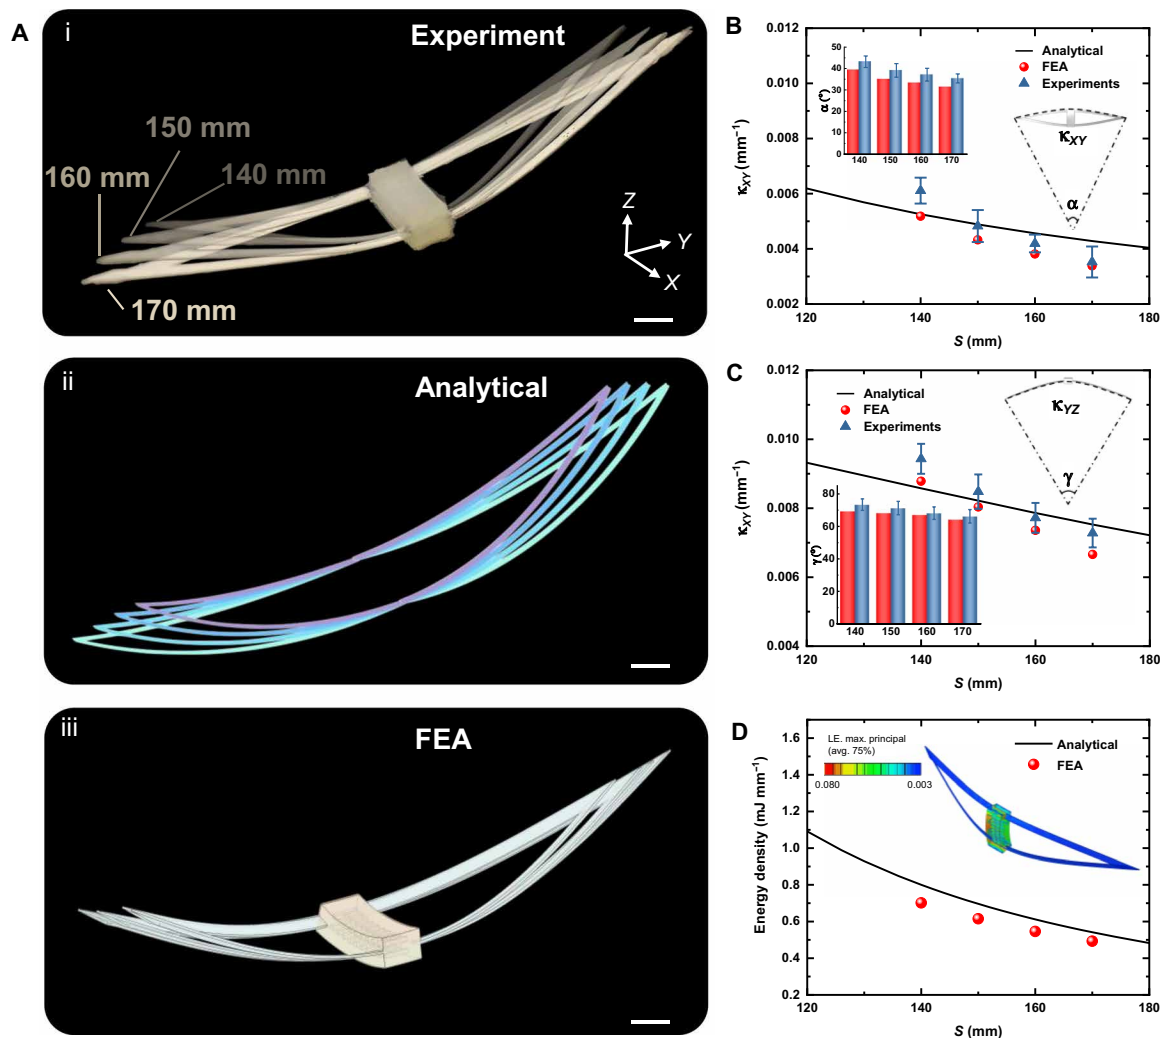 A
i
Experiment
150 mm
160 mm
140 mm
170 mm
Z
Y
X
ii
Analytical
iii
FEA
B
0.012
0.010
0.008
0.006
0.004
0.002
κXY (mm−1)
120
140
160
180
S (mm)
Analytical
FEA
Experiments
κXY
α
50
40
30
20
10
0
α (°)
140
150
160
170
C
0.012
0.010
0.008
0.006
0.004
κXY (mm−1)
120
140
160
180
S (mm)
Analytical
FEA
Experiments
κYZ
γ
80
60
40
20
0
γ(°)
140
150
160
170
D
1.6
1.4
1.2
1.0
0.8
0.6
0.4
0.2
Energy density (mJ mm−1)
120
140
160
180
S (mm)
LE. max. principal
(avg. 75%)
0.080
0.003
Analytical
FEA